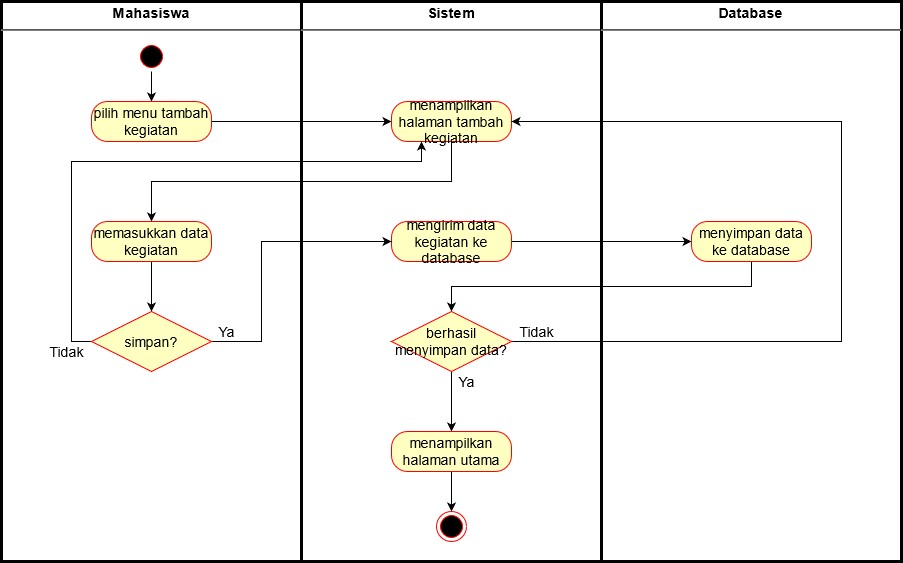 Mahasiswa
Sistem
Database
pilih menu tambah
kegiatan
menampilkan
halaman tambah
kegiatan
memasukkan data
kegiatan
mengirim data
kegiatan ke
database
menyimpan data
ke database
simpan?
Ya
Tidak
berhasil
menyimpan data?
Tidak
Ya
menampilkan
halaman utama